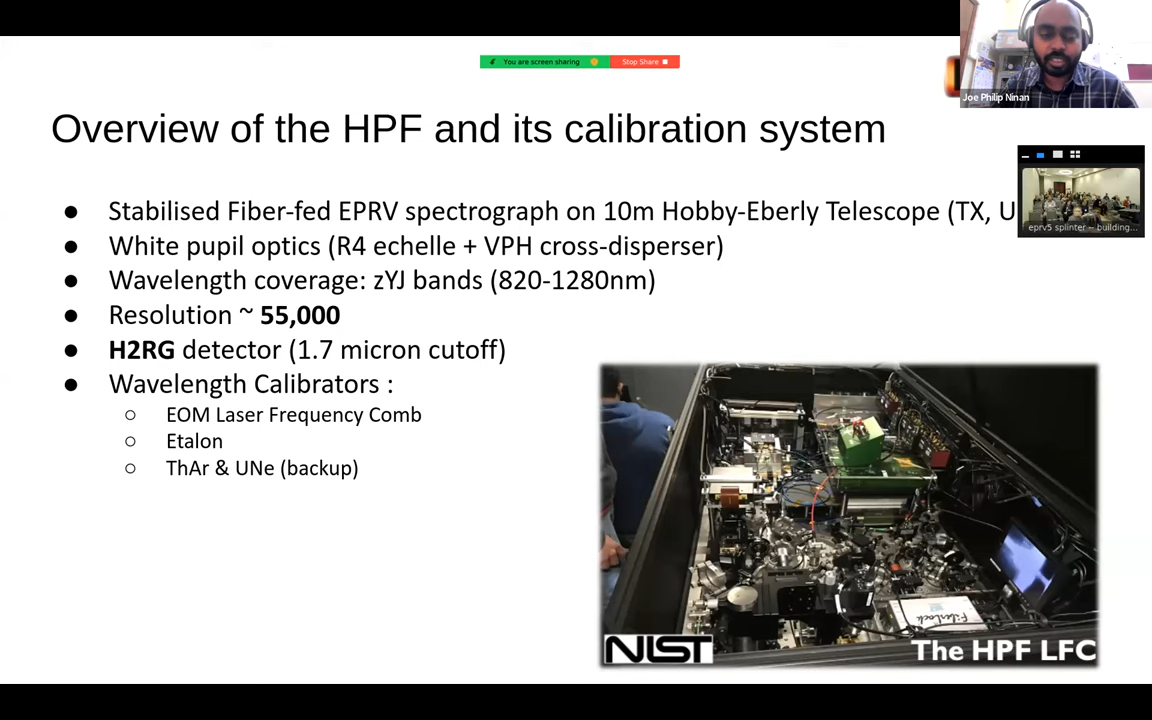 You are screen sharing
Stop Share
Joe Philip Ninan
Overview of the HPF and its calibration system
eprv5 splinter – building...
● Stabilised Fiber-fed EPRV spectrograph on 10m Hobby-Eberly Telescope (TX, U
● White pupil optics (R4 echelle + VPH cross-disperser)
● Wavelength coverage: zYJ bands (820-1280nm)
● Resolution ~ 55,000
● H2RG detector (1.7 micron cutoff)
● Wavelength Calibrators :
○ EOM Laser Frequency Comb
○ Etalon
○ ThAr & UNe (backup)
NIST
The HPF LFC